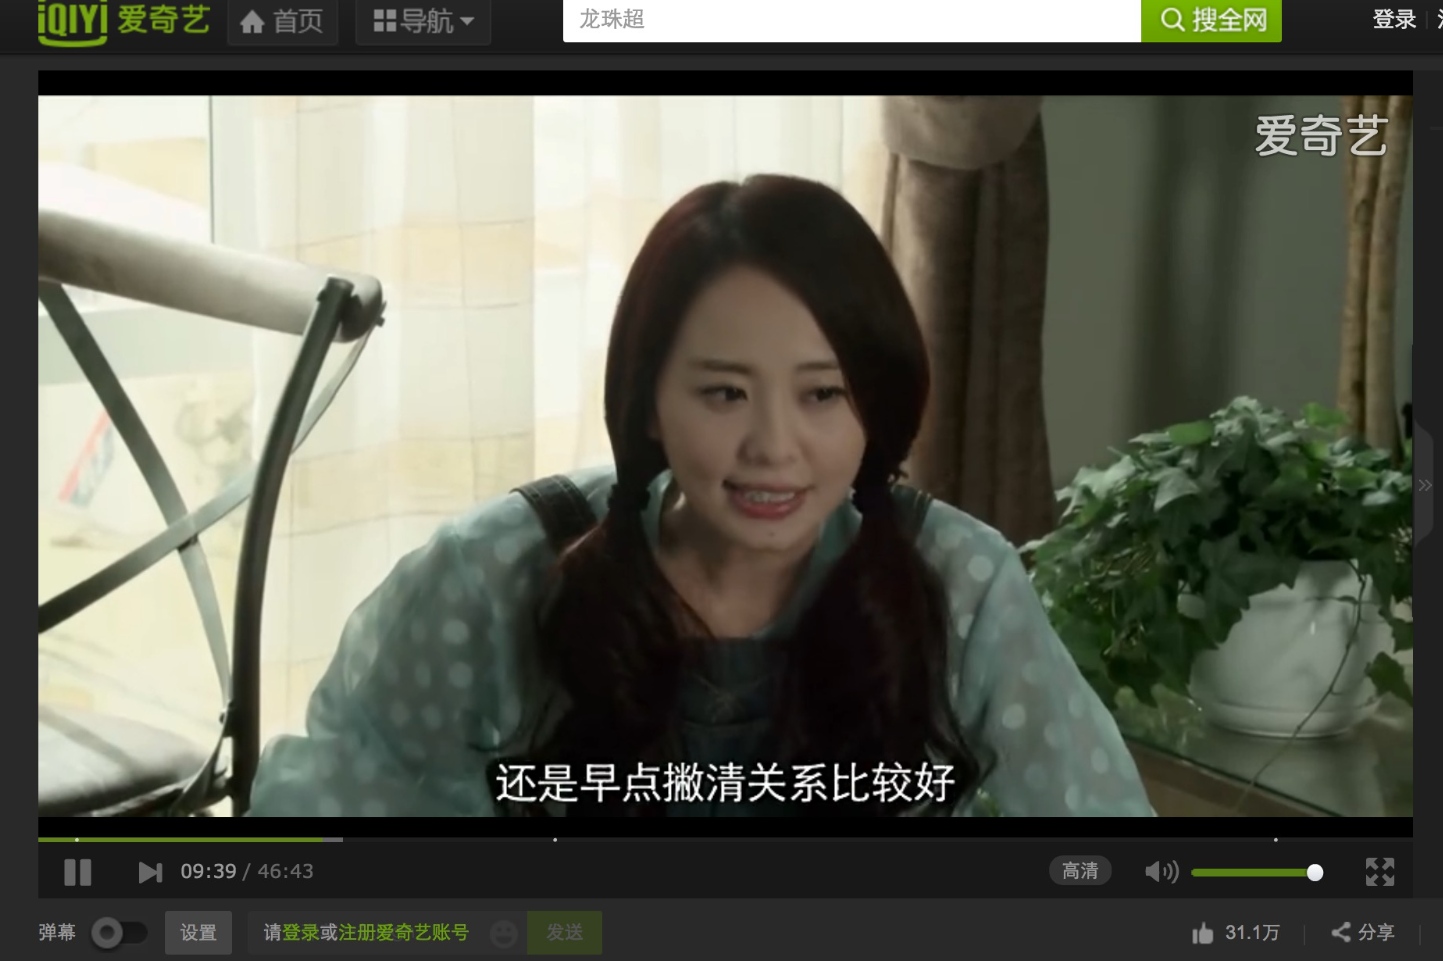 iQIYI 爱奇艺
首页
导航
龙珠超
搜全网
登录
爱奇艺
还是早点撇清关系比较好
09:39 / 46:43
高清
弹幕
设置
请登录或注册爱奇艺账号
发送
31.1万
分享